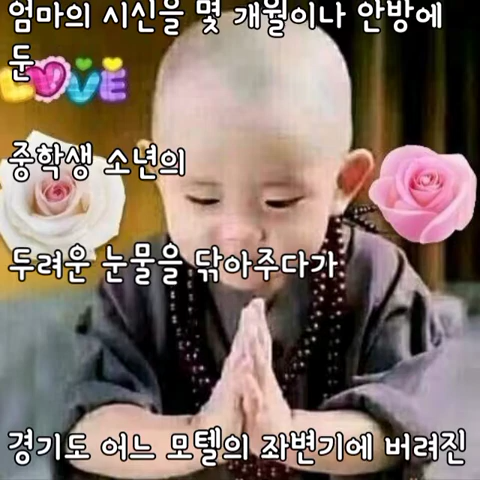 엄마의 시신을 몇 개월이나 안방에
둔
LOVE
중학생 소년의
두려운 눈물을 닦아주다가
경기도 어느 모텔의 좌변기에 버려진